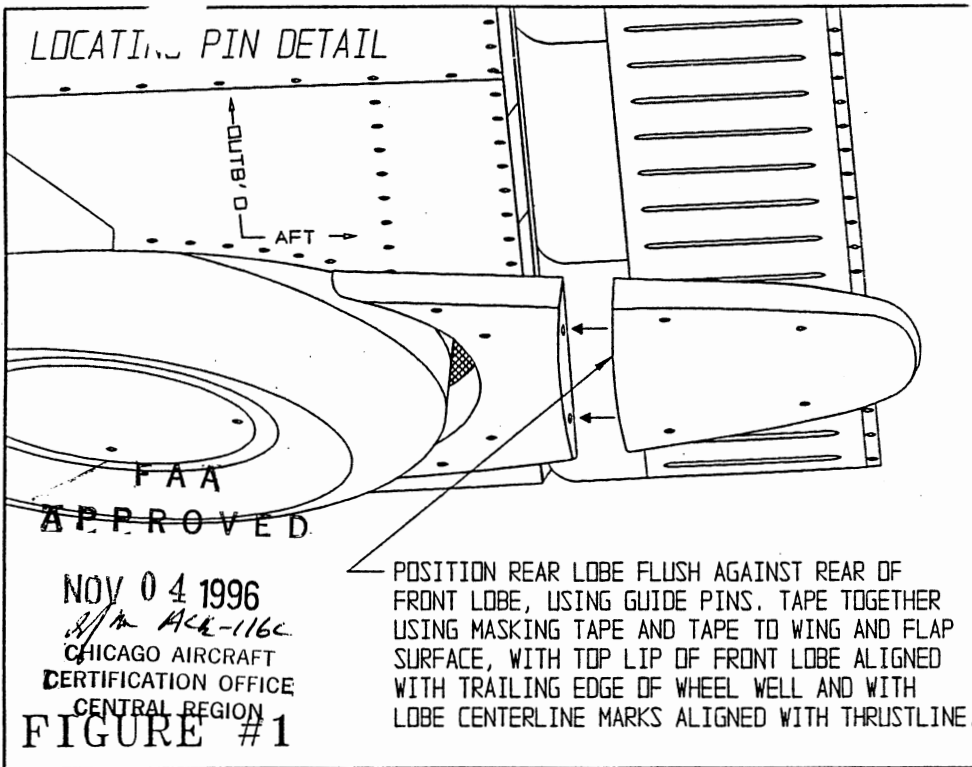 PIN DETAIL
OUTB'D
AFT
FAA
APPROVED
NOV 04 1996
ACE-116C
CHICAGO AIRCRAFT
CERTIFICATION OFFICE
CENTRAL REGION
FIGURE #1
POSITION REAR LOBE FLUSH AGAINST REAR OF
FRONT LOBE, USING GUIDE PINS. TAPE TOGETHER
USING MASKING TAPE AND TAPE TO WING AND FLAP
SURFACE, WITH TOP LIP OF FRONT LOBE ALIGNED
WITH TRAILING EDGE OF WHEEL WELL AND WITH
LOBE CENTERLINE MARKS ALIGNED WITH THRUSTLINE.